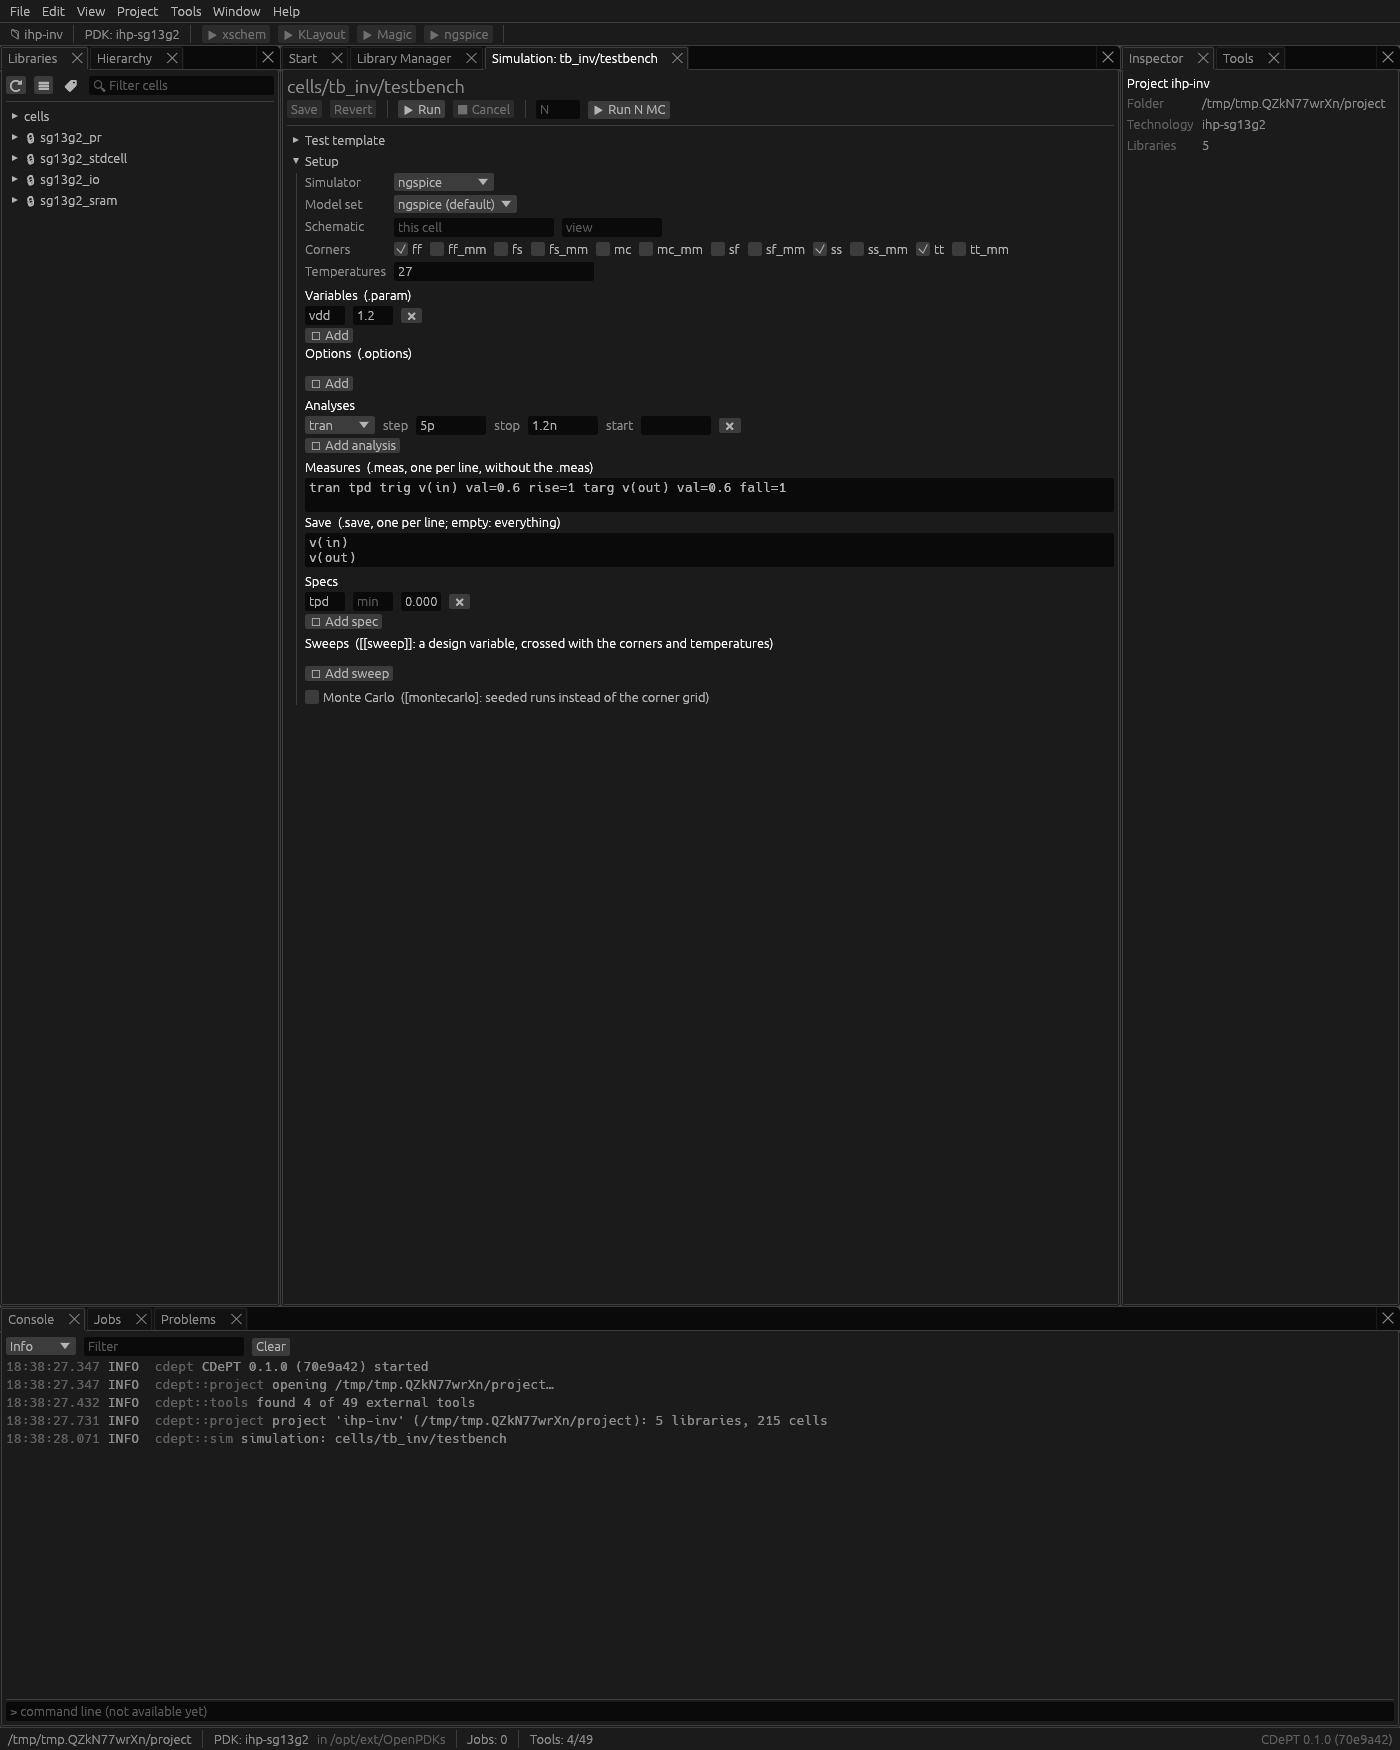 File Edit View Project Tools Window Help
ihp-inv PDK: ihp-sg13g2 xschem KLayout Magic ngspice
Libraries Hierarchy
Filter cells
cells
sg13g2_pr
sg13g2_stdcell
sg13g2_io
sg13g2_sram
Start Library Manager Simulation: tb_inv/testbench
cells/tb_inv/testbench
Save Revert Run Cancel N Run N MC
Test template
Setup
Simulator ngspice
Model set ngspice (default)
Schematic this cell view
Corners ff ff_mm fs fs_mm mc mc_mm sf sf_mm ss ss_mm tt tt_mm
Temperatures 27
Variables (.param)
vdd 1.2
Add
Options (.options)
Add
Analyses
tran step 5p stop 1.2n start
Add analysis
Measures (.meas, one per line, without the .meas)
tran tpd trig v(in) val=0.6 rise=1 targ v(out) val=0.6 fall=1
Save (.save, one per line; empty: everything)
v(in)
v(out)
Specs
tpd min 0.000
Add spec
Sweeps ([[sweep]]: a design variable, crossed with the corners and temperatures)
Add sweep
Monte Carlo ([montecarlo]: seeded runs instead of the corner grid)
Inspector Tools
Project ihp-inv
Folder /tmp/tmp.QZkN77wrXn/project
Technology ihp-sg13g2
Libraries 5
Console Jobs Problems
Info Filter Clear
18:38:27.347 INFO cdept CDePT 0.1.0 (70e9a42) started
18:38:27.347 INFO cdept::project opening /tmp/tmp.QZkN77wrXn/project…
18:38:27.432 INFO cdept::tools found 4 of 49 external tools
18:38:27.731 INFO cdept::project project 'ihp-inv' (/tmp/tmp.QZkN77wrXn/project): 5 libraries, 215 cells
18:38:28.071 INFO cdept::sim simulation: cells/tb_inv/testbench
> command line (not available yet)
/tmp/tmp.QZkN77wrXn/project PDK: ihp-sg13g2 in /opt/ext/OpenPDKs Jobs: 0 Tools: 4/49 CDePT 0.1.0 (70e9a42)